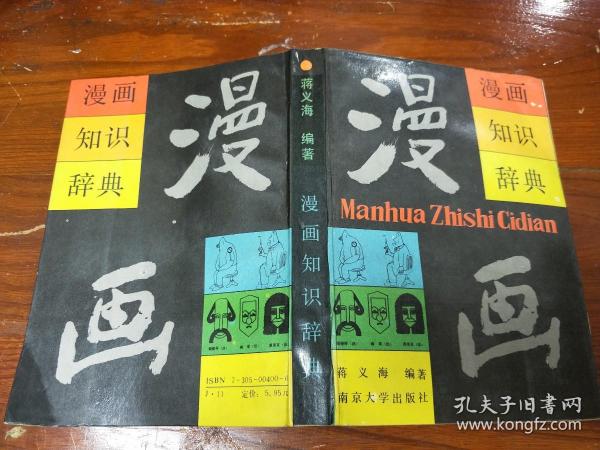 漫画
知识
辞典
漫
画
ISBN 7-305-00400-6
J·11 定价:5.95元
蒋义海 编著
漫画知识辞典
漫画
知识
辞典
漫
Manhua Zhishi Cidian
画
蒋义海 编著
南京大学出版社
孔夫子旧书网
www.kongfz.com